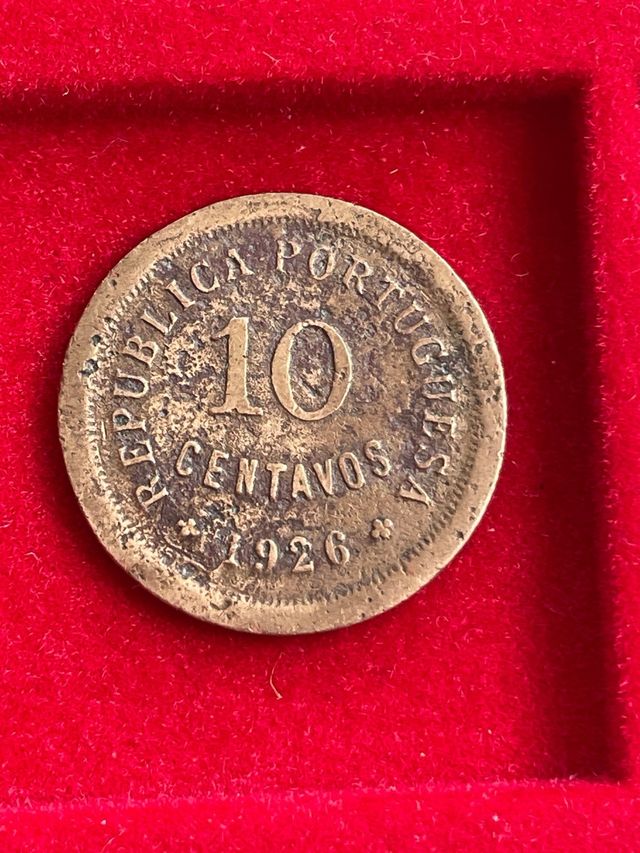 REPUBLICA PORTUGUESA
10
CENTAVOS
1926